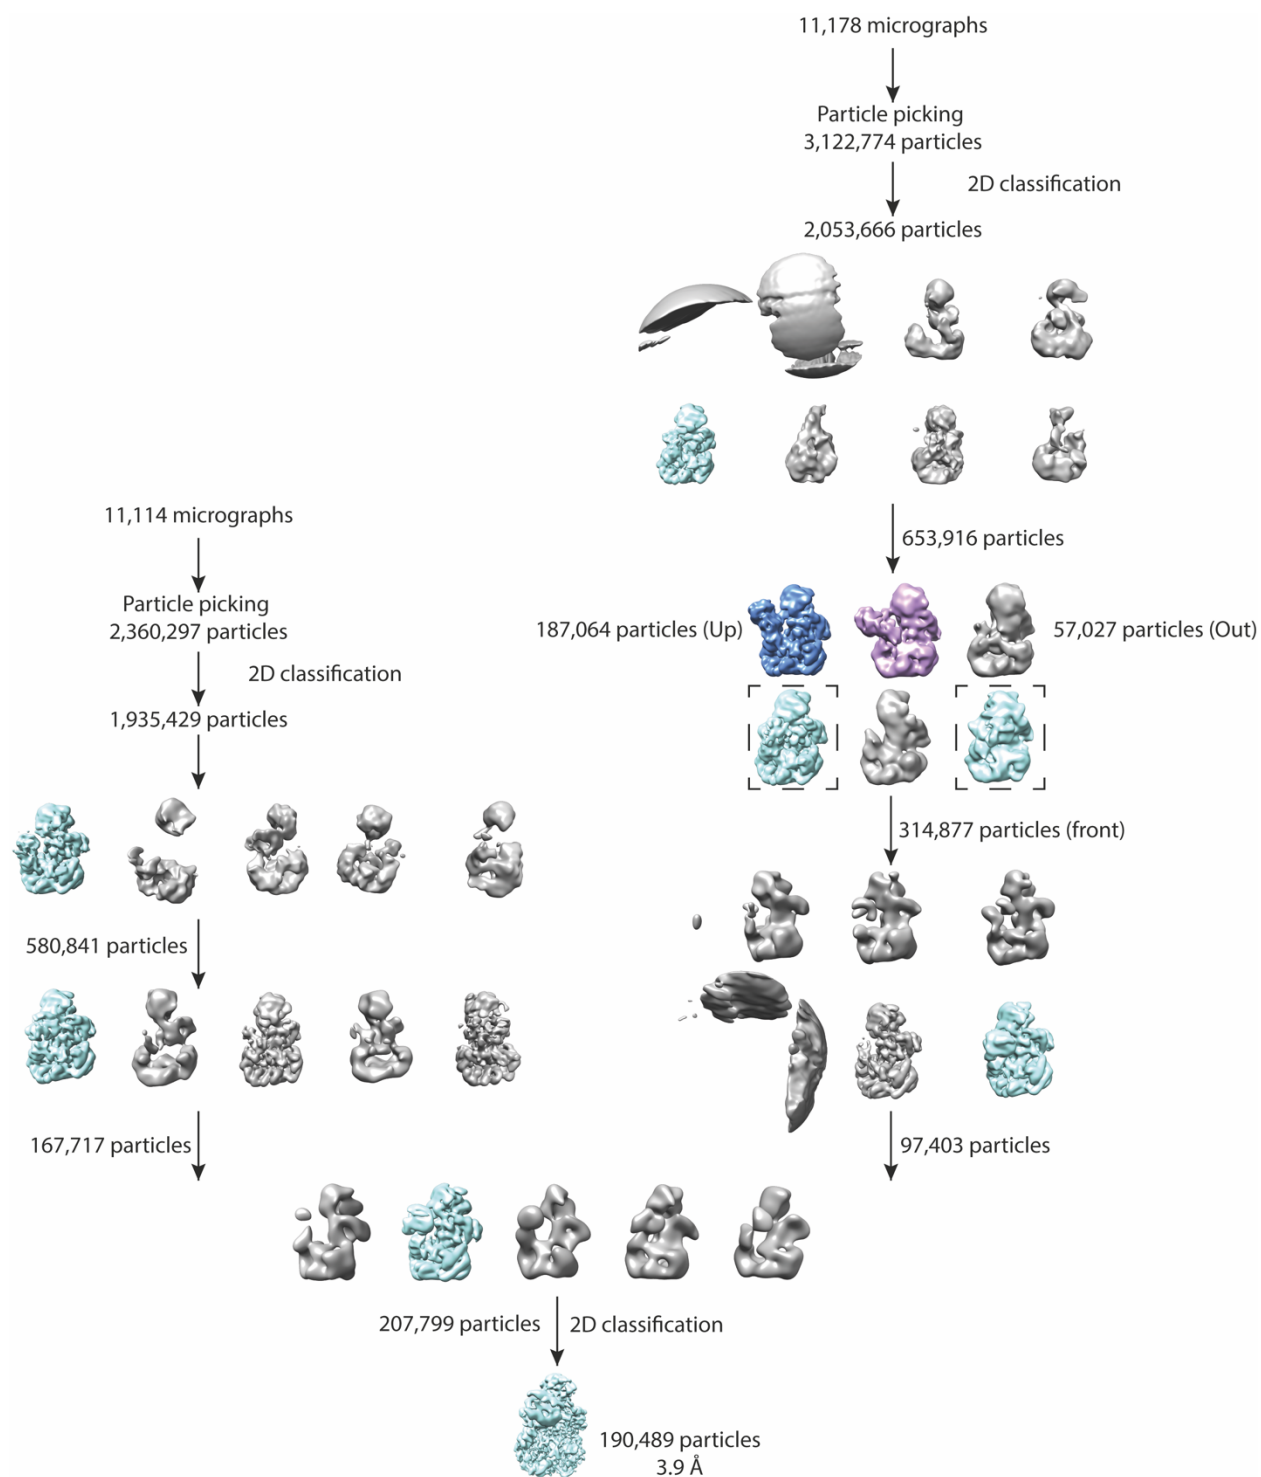 11,178 micrographs
Particle picking
3,122,774 particles
2D classification
2,053,666 particles
653,916 particles
187,064 particles (Up)
57,027 particles (Out)
314,877 particles (front)
97,403 particles
11,114 micrographs
Particle picking
2,360,297 particles
2D classification
1,935,429 particles
580,841 particles
167,717 particles
207,799 particles
2D classification
190,489 particles
3.9 Å